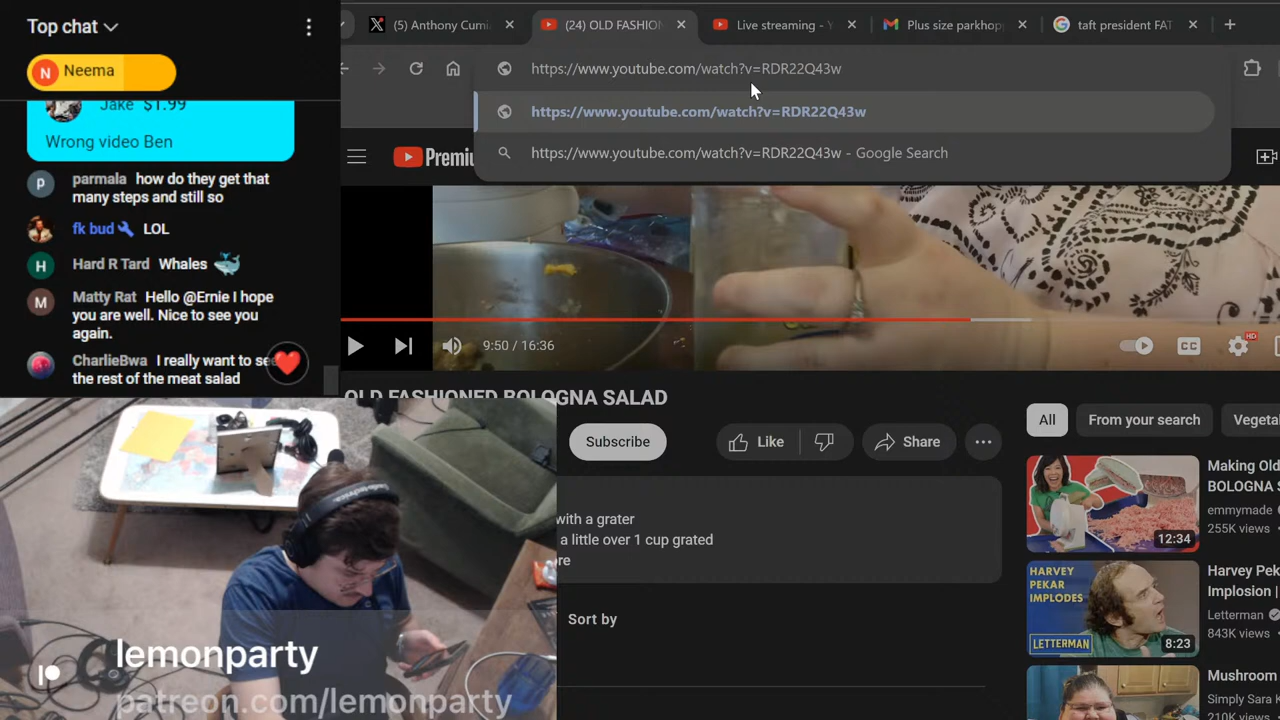 Top chat
N Neema
Jake $1.99
Wrong video Ben
P parmala how do they get that
many steps and still so
fk bud LOL
H Hard R Tard Whales
M Matty Rat Hello @Ernie I hope
you are well. Nice to see you
again.
CharlieBwa I really want to see
the rest of the meat salad
(5) Anthony Cumi
(24) OLD FASHION
Live streaming - Y
Plus size parkhop
taft president FAT
https://www.youtube.com/watch?v=RDR22Q43w
https://www.youtube.com/watch?v=RDR22Q43w
https://www.youtube.com/watch?v=RDR22Q43w - Google Search
Premiu
9:50 / 16:36
CC
HD
OLD FASHIONED BOLOGNA SALAD
Subscribe
Like
Share
with a grater
a little over 1 cup grated
re
Sort by
All
From your search
Vegeta
Making Old
BOLOGNA S
emmymade
255K views
12:34
HARVEY
PEKAR
IMPLODES
LETTERMAN
8:23
Harvey Pek
Implosion |
Letterman
843K views
Mushroom
Simply Sara K
210K views
lemonparty
patreon.com/lemonparty